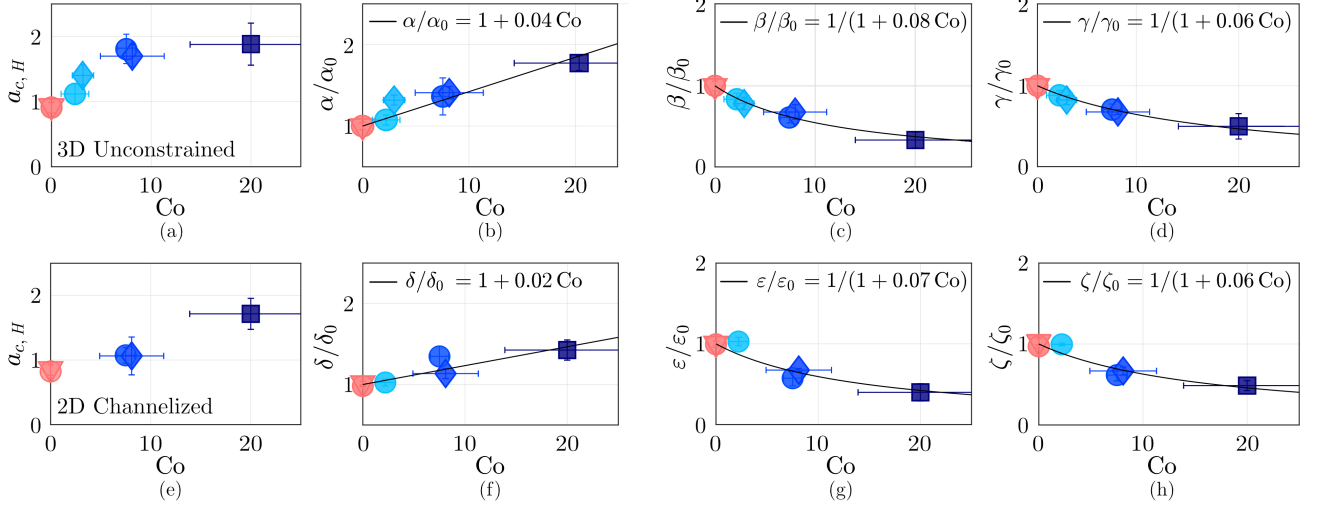 2
1
0
a_{c, H}
3D Unconstrained
0 10 20
Co
(a)
α/α_0 = 1 + 0.04 Co
2
1
α/α_0
0 10 20
Co
(b)
β/β_0 = 1/(1 + 0.08 Co)
2
1
0
β/β_0
0 10 20
Co
(c)
γ/γ_0 = 1/(1 + 0.06 Co)
2
1
0
γ/γ_0
0 10 20
Co
(d)
2
1
0
a_{c, H}
2D Channelized
0 10 20
Co
(e)
δ/δ_0 = 1 + 0.02 Co
2
1
δ/δ_0
0 10 20
Co
(f)
ε/ε_0 = 1/(1 + 0.07 Co)
2
1
0
ε/ε_0
0 10 20
Co
(g)
ζ/ζ_0 = 1/(1 + 0.06 Co)
2
1
0
ζ/ζ_0
0 10 20
Co
(h)